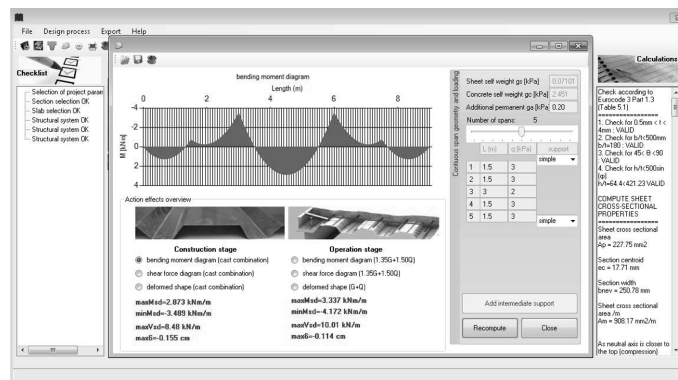 File Design process Export Help
Checklist
Selection of project param
Section selection OK
Slab selection OK
Structural system OK
Structural system OK
Structural system OK
bending moment diagram
Length (m)
0 2 4 6 8
-4
-2
0
2
4
M [kNm]
Action effects overview
Construction stage
bending moment diagram (cast combination)
shear force diagram (cast combination)
deformed shape (cast combination)
maxMsd=2.873 kNm/m
minMsd=-3.489 kNm/m
maxVsd=8.48 kN/m
maxδ=-0.155 cm
Operation stage
bending moment diagram (1.35G+1.50Q)
shear force diagram (1.35G+1.50Q)
deformed shape (G+Q)
maxMsd=3.337 kNm/m
minMsd=-4.172 kNm/m
maxVsd=10.01 kN/m
maxδ=-0.114 cm
Contiuous span geometry and loading
Sheet self weight gs [kPa] 0.07101
Concrete self weight gc [kPa] 2.451
Additional permanent ga [kPa] 0.20
Number of spans: 5
L (m) q (kPa) support
simple
1 1.5 3
2 1.5 3
3 3 2
4 1.5 3
5 1.5 3
simple
Add intermediate support
Recompute Close
Calculations
Check according to
Eurocode 3 Part 1.3
(Table 5.1)
==================
1. Check for 0.5mm < t <
4mm : VALID
2. Check for b/t<500mm
b/t=180 : VALID
3. Check for 45< θ <90
: VALID
4. Check for h/t<500sin
(φ)
h/t=64.4<421.23 VALID
COMPUTE SHEET
CROSS-SECTIONAL
PROPERTIES
==================
Sheet cross sectional
area
Ap = 227.75 mm2
Section centroid
ec = 17.71 mm
Section width
bnev = 250.78 mm
Sheet cross sectional
area /m
Am = 908.17 mm2/m
As neutral axis is closer to
the top (compression)